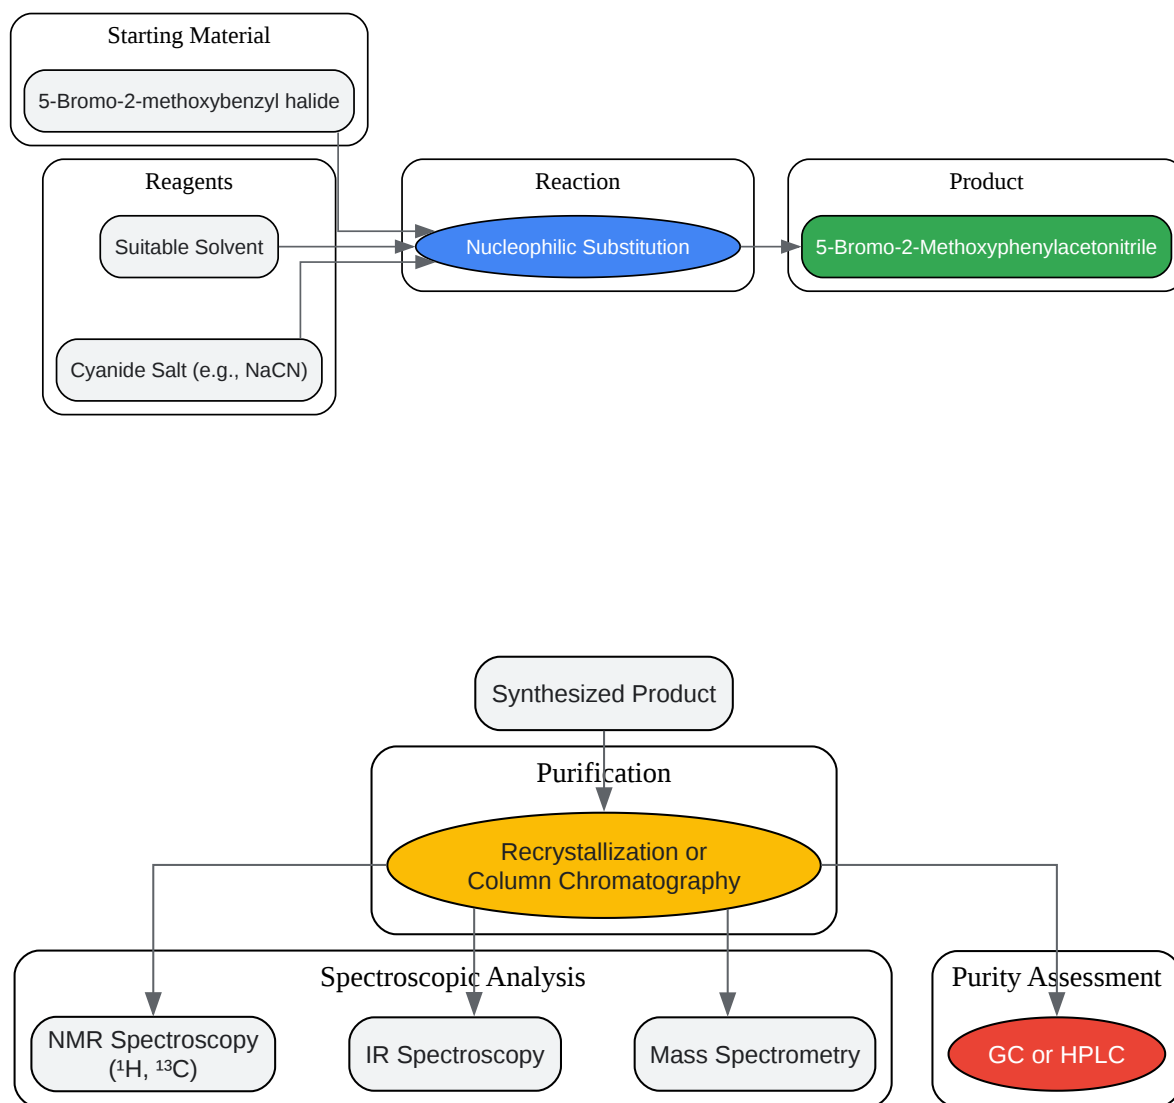 Starting Material
5-Bromo-2-methoxybenzyl halide
Reagents
Reaction
Product
Suitable Solvent
Nucleophilic Substitution
5-Bromo-2-Methoxyphenylacetonitrile
Cyanide Salt (e.g., NaCN)
Synthesized Product
Purification
Recrystallization or
Column Chromatography
Spectroscopic Analysis
Purity Assessment
NMR Spectroscopy
(¹H, ¹³C)
IR Spectroscopy
Mass Spectrometry
GC or HPLC